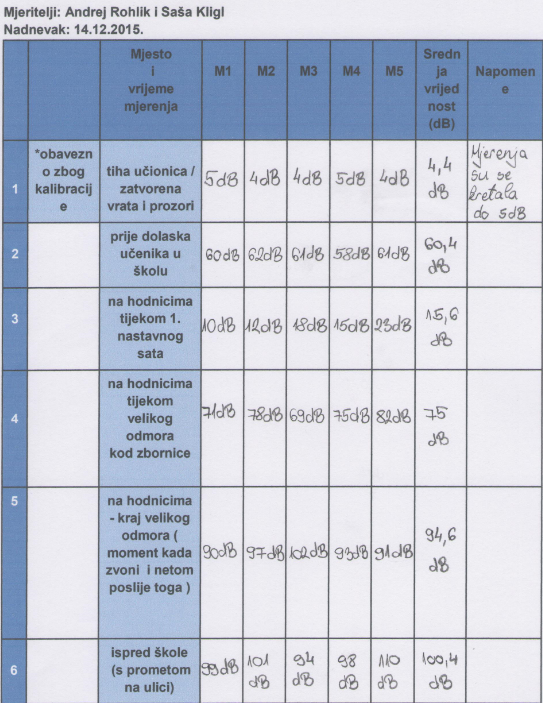 Mjeritelji: Andrej Rohlik i Saša Kligl
Nadnevak: 14.12.2015.
Mjesto
i
vrijeme
mjerenja
M1
M2
M3
M4
M5
Sredn
ja
vrijed
nost
(dB)
Napomen
e
1
*obavezn
o zbog
kalibracij
e
tiha učionica /
zatvorena
vrata i prozori
5dB
4dB
4dB
5dB
4dB
4,4
dB
Mjerenja
su se
kretala
do 5dB
2
prije dolaska
učenika u
školu
60dB
62dB
61dB
58dB
61dB
60,4
dB
3
na hodnicima
tijekom 1.
nastavnog
sata
10dB
12dB
18dB
15dB
23dB
15,6
dB
4
na hodnicima
tijekom
velikog
odmora
kod zbornice
71dB
78dB
69dB
75dB
82dB
75
dB
5
na hodnicima
- kraj velikog
odmora (
moment kada
zvoni i netom
poslije toga )
90dB
97dB
102dB
93dB
91dB
94,6
dB
6
ispred škole
(s prometom
na ulici)
99dB
101
dB
94
dB
98
dB
110
dB
100,4
dB